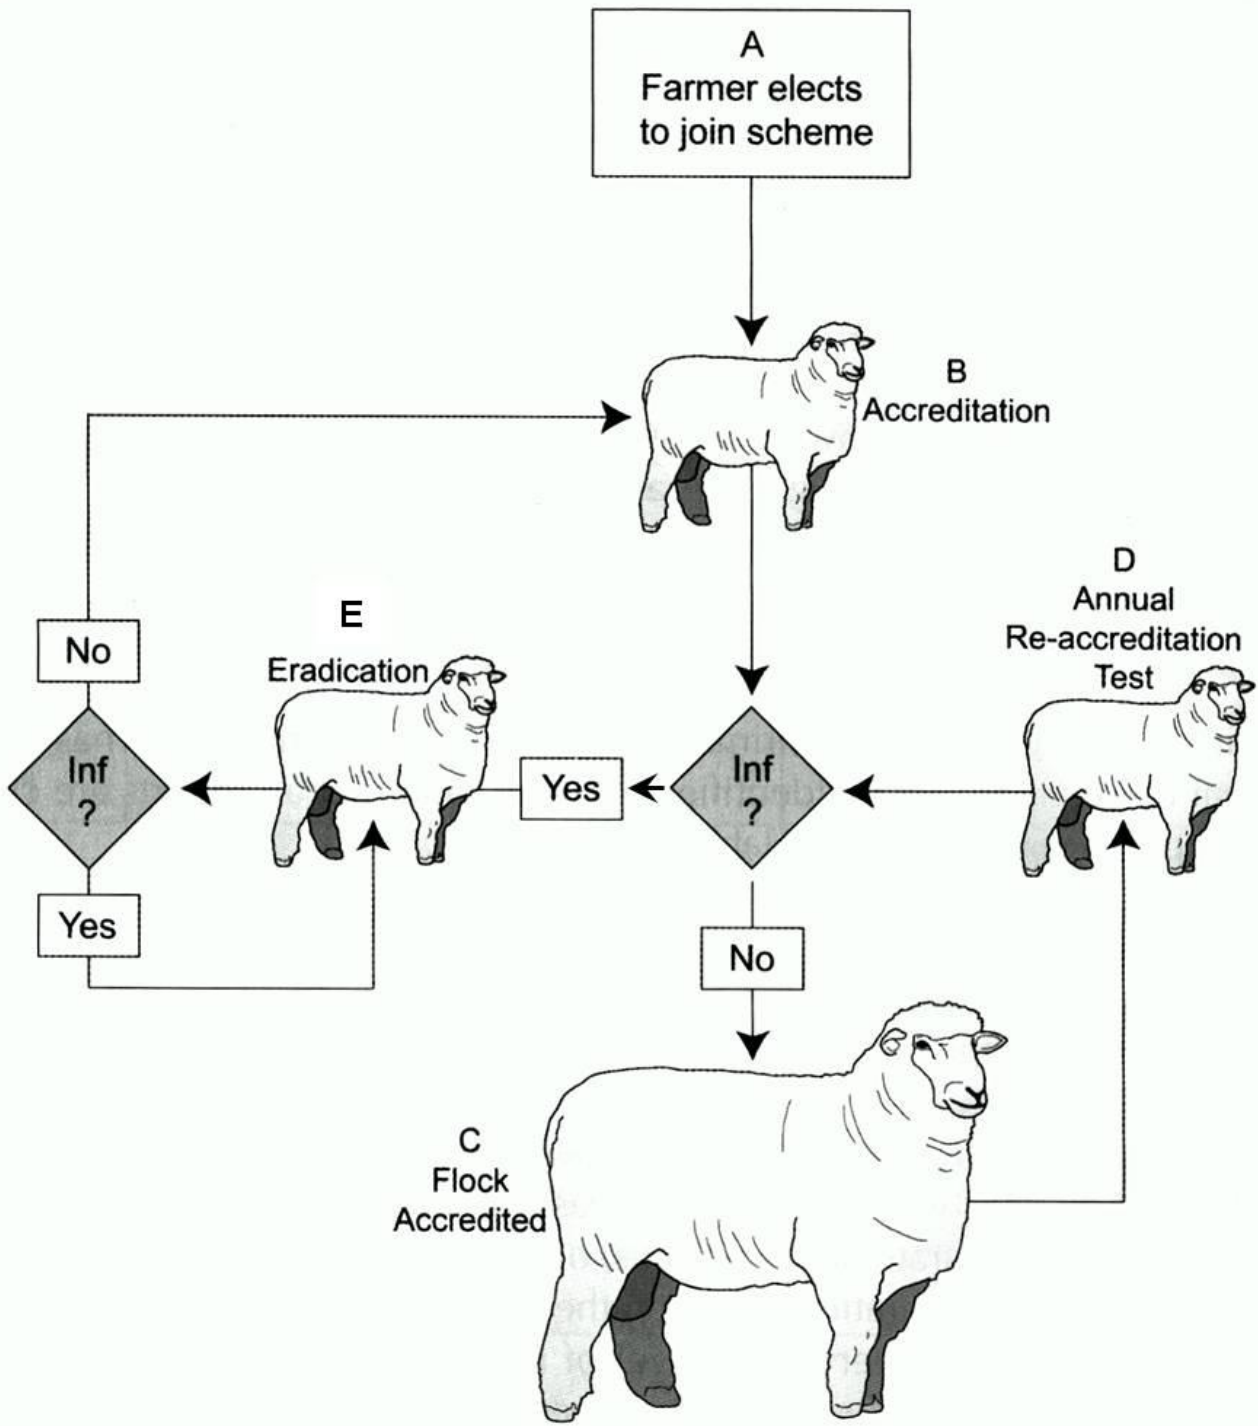 A
Farmer elects
to join scheme
B
Accreditation
D
Annual
Re-accreditation
Test
E
Eradication
No
Inf
?
Yes
Yes
Inf
?
No
C
Flock
Accredited